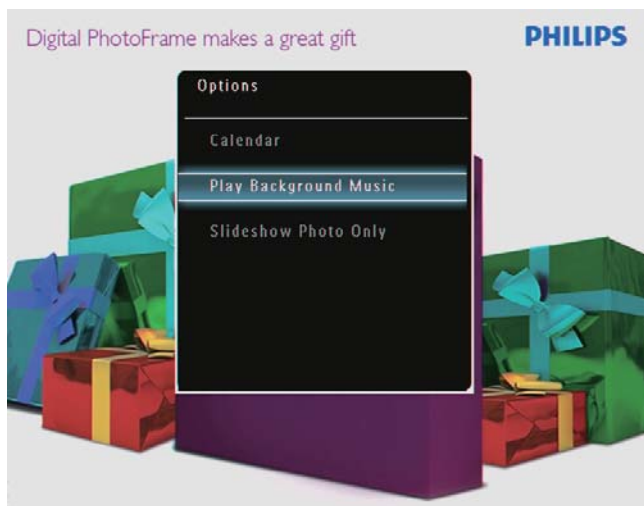 Digital PhotoFrame makes a great gift
PHILIPS
Options
Calendar
Play Background Music
Slideshow Photo Only